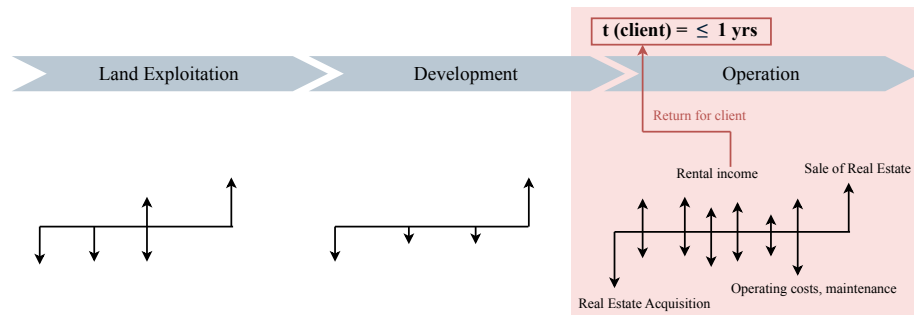 t (client) = ≤ 1 yrs
Land Exploitation
Development
Operation
Return for client
Rental income
Sale of Real Estate
Real Estate Acquisition
Operating costs, maintenance